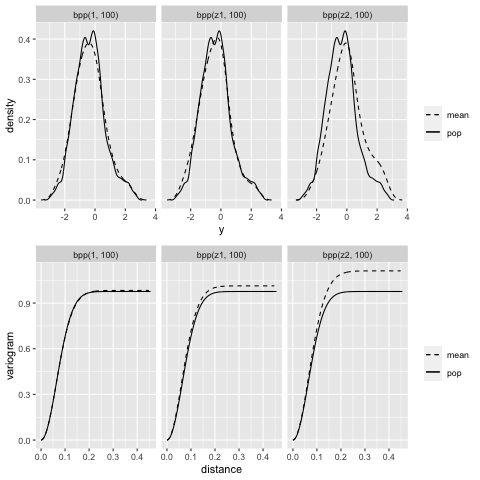 bpp(1, 100) bpp(z1, 100) bpp(z2, 100)
0.4
0.3
0.2
0.1
0.0
density
-2 0 2 4 -2 0 2 4 -2 0 2 4
y
mean
pop
bpp(1, 100) bpp(z1, 100) bpp(z2, 100)
0.9
0.6
0.3
0.0
variogram
0.0 0.1 0.2 0.3 0.4 0.0 0.1 0.2 0.3 0.4 0.0 0.1 0.2 0.3 0.4
distance
mean
pop